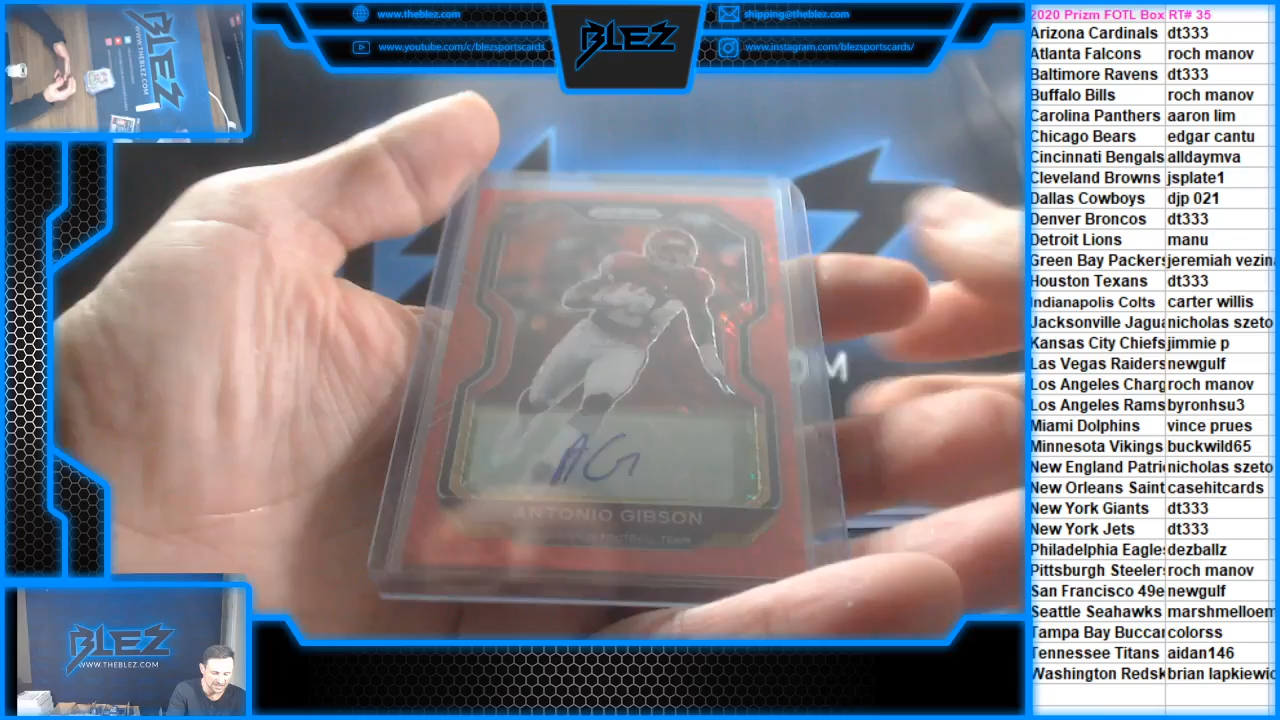 www.theblez.com
www.youtube.com/c/blezsportscards
BLEZ
shipping@theblez.com
www.instagram.com/blezsportscards/
2020 Prizm FOTL Box RT# 35
Arizona Cardinals dt333
Atlanta Falcons roch manov
Baltimore Ravens dt333
Buffalo Bills roch manov
Carolina Panthers aaron lim
Chicago Bears edgar cantu
Cincinnati Bengals alldaymva
Cleveland Browns jsplate1
Dallas Cowboys djp 021
Denver Broncos dt333
Detroit Lions manu
Green Bay Packers jeremiah vezin
Houston Texans dt333
Indianapolis Colts carter willis
Jacksonville Jagua nicholas szeto
Kansas City Chiefs jimmie p
Las Vegas Raiders newgulf
Los Angeles Charg roch manov
Los Angeles Rams byronhsu3
Miami Dolphins vince prues
Minnesota Vikings buckwild65
New England Patri nicholas szeto
New Orleans Saint casehitcards
New York Giants dt333
New York Jets dt333
Philadelphia Eagle dezballz
Pittsburgh Steelers roch manov
San Francisco 49e newgulf
Seattle Seahawks marshmelloem
Tampa Bay Buccar colorss
Tennessee Titans aidan146
Washington Redsk brian lapkiewic
AG
ANTONIO GIBSON
FOOTBALL TEAM
OM
BLEZ
WWW.THEBLEZ.COM
BLEZ